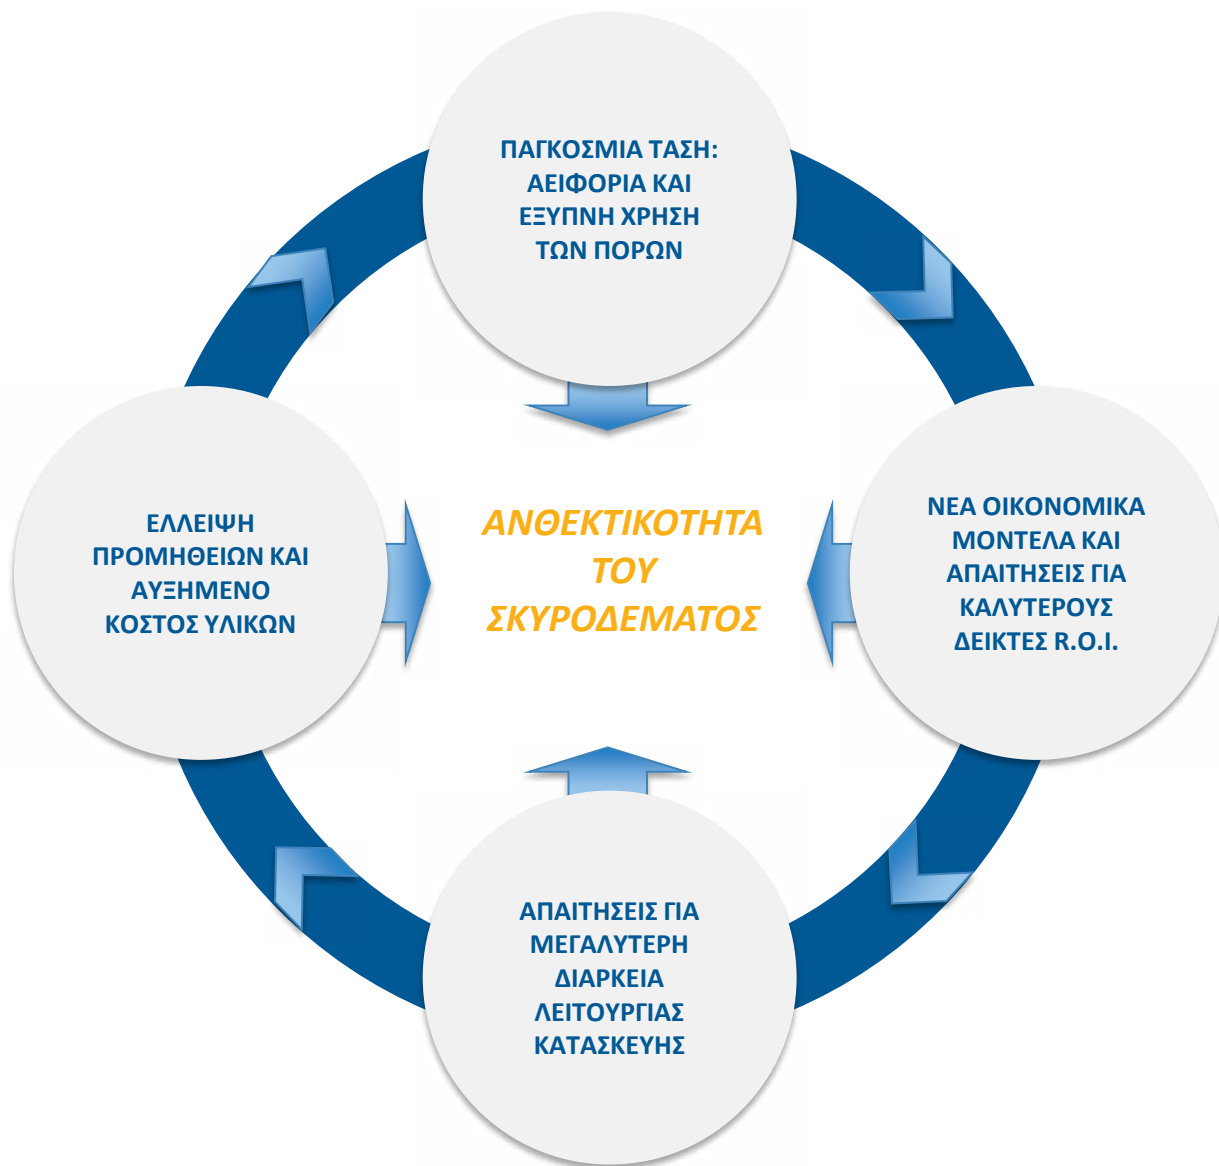 ΠΑΓΚΟΣΜΙΑ ΤΑΣΗ:
ΑΕΙΦΟΡΙΑ ΚΑΙ
ΕΞΥΠΝΗ ΧΡΗΣΗ
ΤΩΝ ΠΟΡΩΝ
ΕΛΛΕΙΨΗ
ΠΡΟΜΗΘΕΙΩΝ ΚΑΙ
ΑΥΞΗΜΕΝΟ
ΚΟΣΤΟΣ ΥΛΙΚΩΝ
ΑΝΘΕΚΤΙΚΟΤΗΤΑ
ΤΟΥ
ΣΚΥΡΟΔΕΜΑΤΟΣ
ΝΕΑ ΟΙΚΟΝΟΜΙΚΑ
ΜΟΝΤΕΛΑ ΚΑΙ
ΑΠΑΙΤΗΣΕΙΣ ΓΙΑ
ΚΑΛΥΤΕΡΟΥΣ
ΔΕΙΚΤΕΣ R.O.I.
ΑΠΑΙΤΗΣΕΙΣ ΓΙΑ
ΜΕΓΑΛΥΤΕΡΗ
ΔΙΑΡΚΕΙΑ
ΛΕΙΤΟΥΡΓΙΑΣ
ΚΑΤΑΣΚΕΥΗΣ